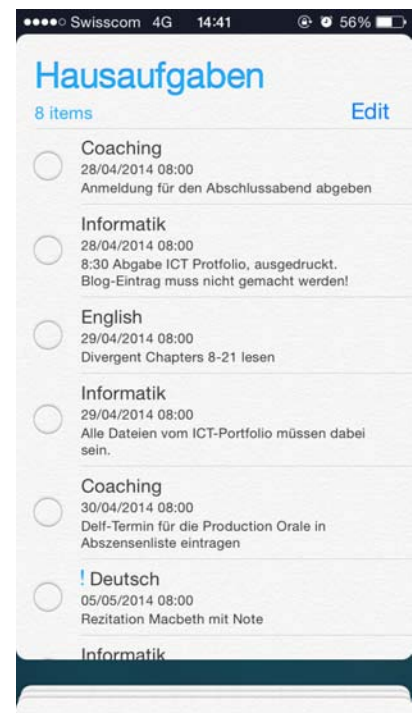 Swisscom 4G 14:41 56%
Hausaufgaben
8 items Edit
Coaching
28/04/2014 08:00
Anmeldung für den Abschlussabend abgeben
Informatik
28/04/2014 08:00
8:30 Abgabe ICT Protfolio, ausgedruckt.
Blog-Eintrag muss nicht gemacht werden!
English
29/04/2014 08:00
Divergent Chapters 8-21 lesen
Informatik
29/04/2014 08:00
Alle Dateien vom ICT-Portfolio müssen dabei
sein.
Coaching
30/04/2014 08:00
Delf-Termin für die Production Orale in
Abszensenliste eintragen
! Deutsch
05/05/2014 08:00
Rezitation Macbeth mit Note
Informatik